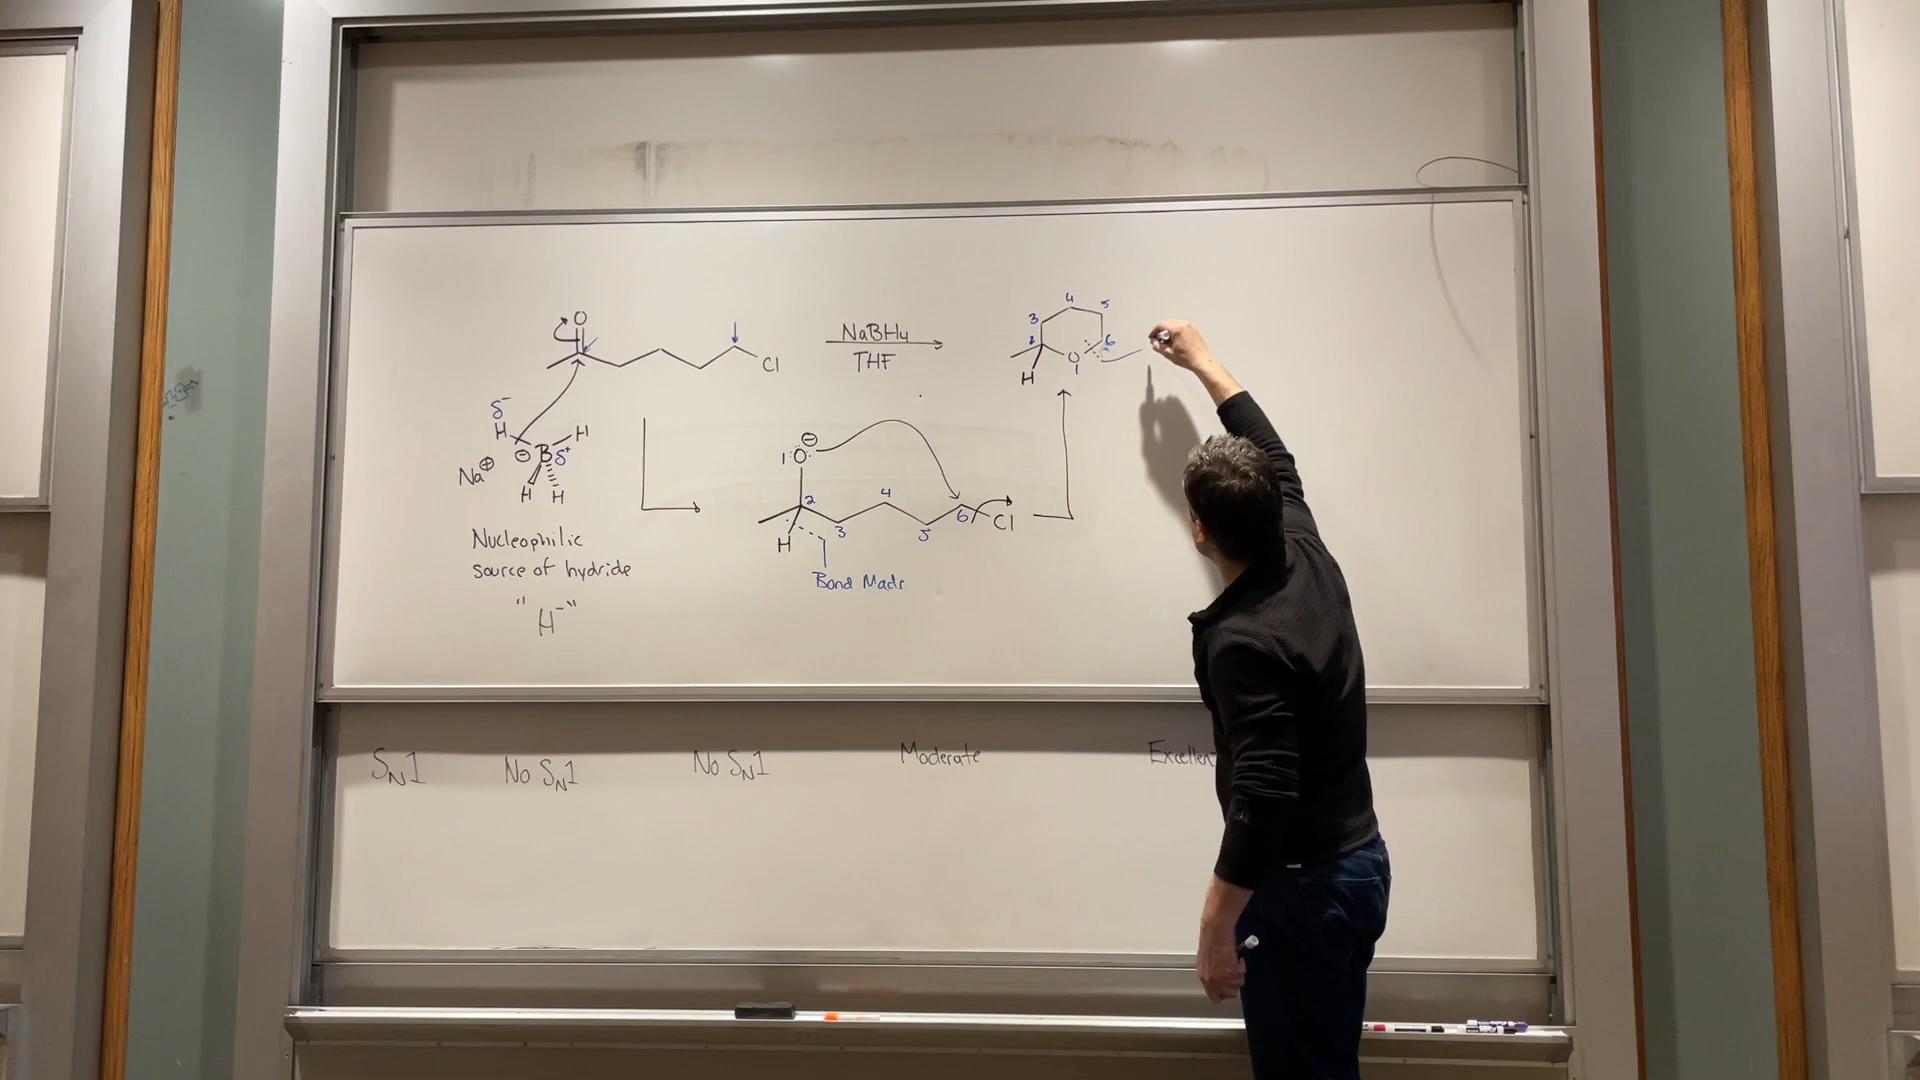 O
Cl
NaBH4
THF
4
5
3
2
6
O
1
H
δ-
H
H
Na⊕
⊖
B
δ+
H
H
⊖
1
:O:
2
4
3
5
6
Cl
H
Bond Made
Nucleophilic
source of hydride
"H⁻"
SN1
No SN1
No SN1
Moderate
Excellent